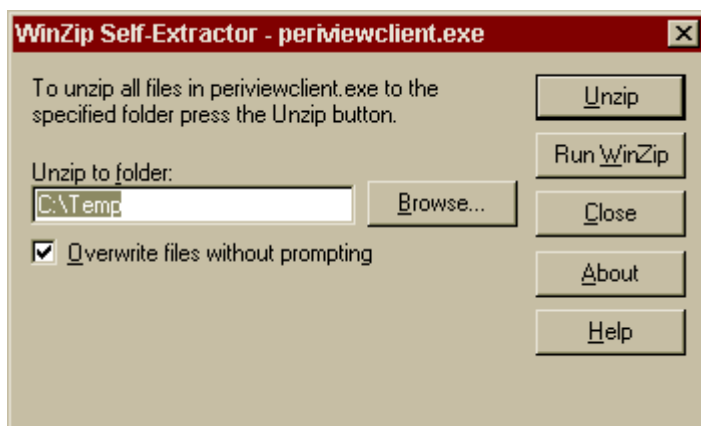 WinZip Self-Extractor - periviewclient.exe
To unzip all files in periviewclient.exe to the
specified folder press the Unzip button.
Unzip to folder:
C:\Temp
Browse...
Overwrite files without prompting
Unzip
Run WinZip
Close
About
Help